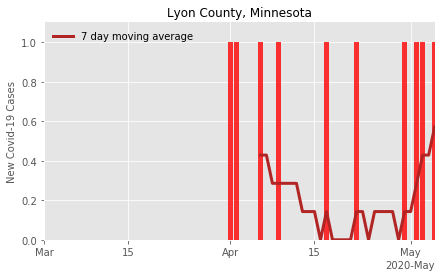 Lyon County, Minnesota
7 day moving average
New Covid-19 Cases
1.0
0.8
0.6
0.4
0.2
0.0
Mar 15 Apr 15 May
2020-May